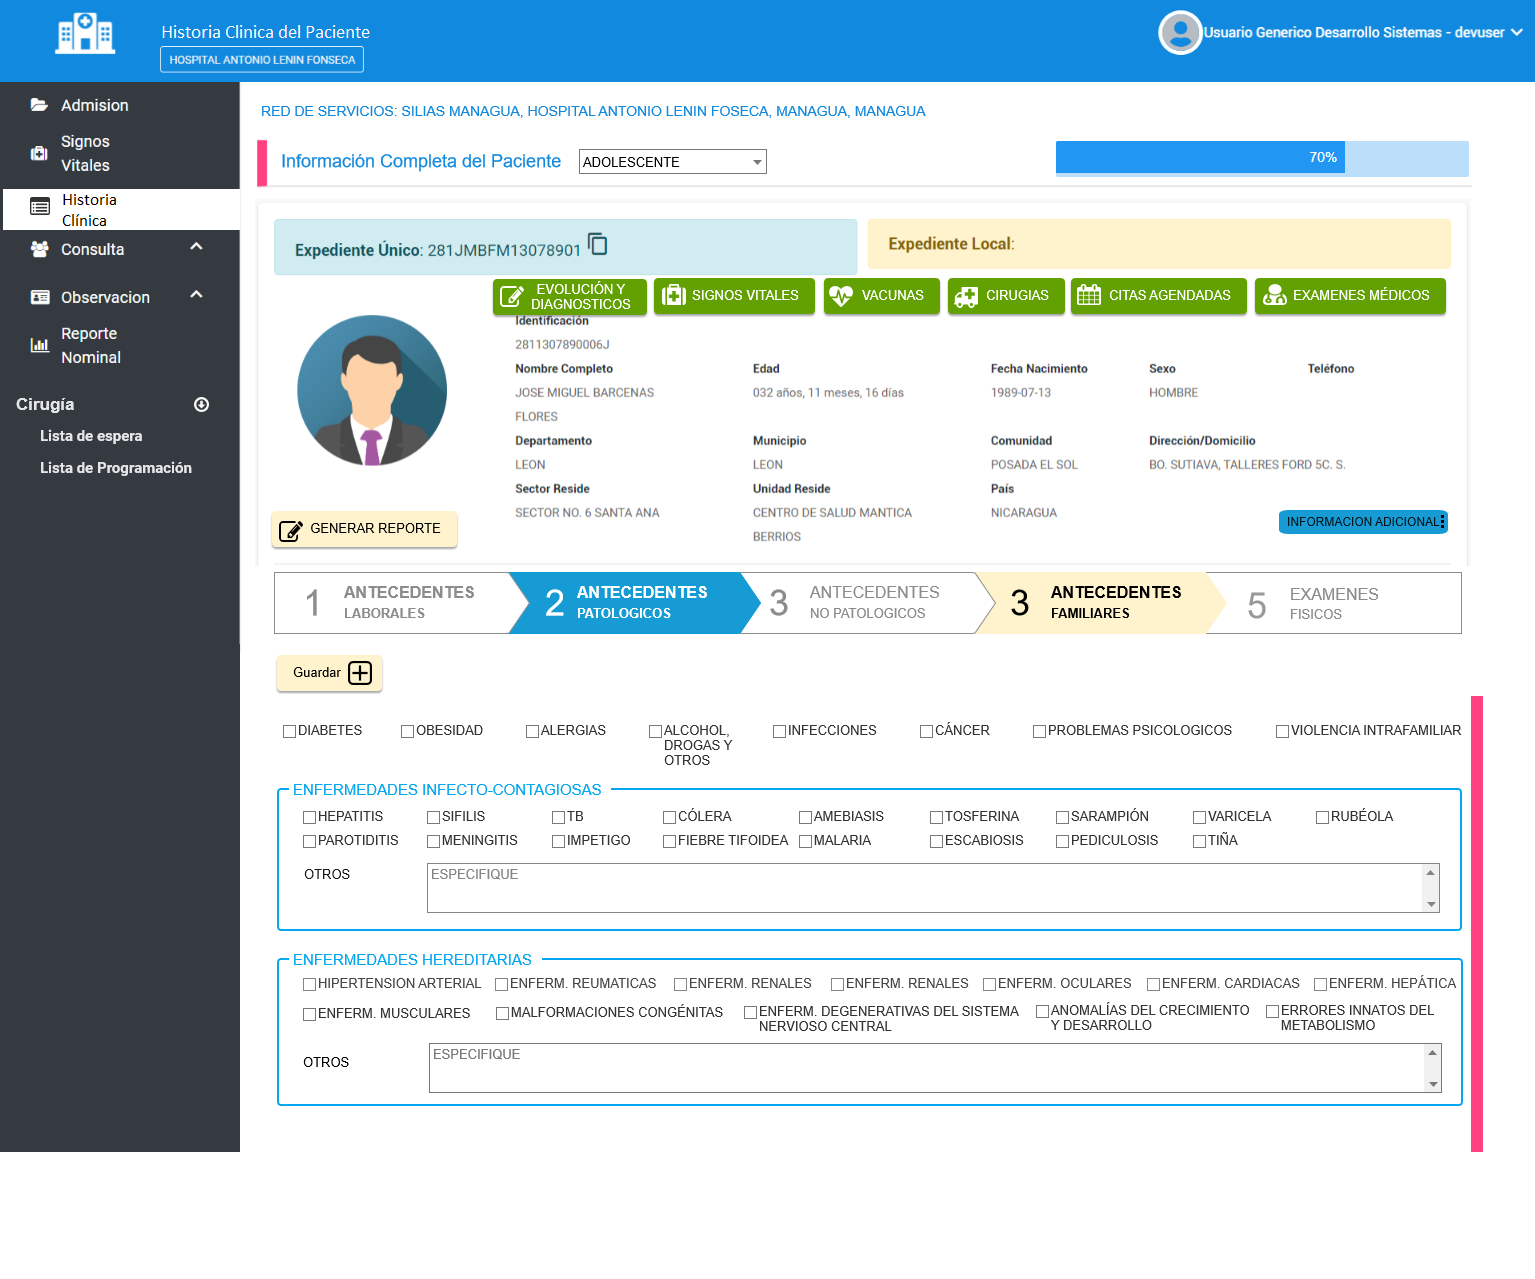 Historia Clinica del Paciente
HOSPITAL ANTONIO LENIN FONSECA
Usuario Generico Desarrollo Sistemas - devuser
Admision
Signos
Vitales
Historia
Clínica
Consulta
Observacion
Reporte
Nominal
Cirugía
Lista de espera
Lista de Programación
RED DE SERVICIOS: SILIAS MANAGUA, HOSPITAL ANTONIO LENIN FOSECA, MANAGUA, MANAGUA
Información Completa del Paciente
ADOLESCENTE
70%
Expediente Único: 281JMBFM13078901
Expediente Local:
EVOLUCIÓN Y
DIAGNOSTICOS
SIGNOS VITALES
VACUNAS
CIRUGIAS
CITAS AGENDADAS
EXAMENES MÉDICOS
Identificación
2811307890006J
Nombre Completo
Edad
Fecha Nacimiento
Sexo
Teléfono
JOSE MIGUEL BARCENAS
FLORES
032 años, 11 meses, 16 días
1989-07-13
HOMBRE
Departamento
Municipio
Comunidad
Dirección/Domicilio
LEON
LEON
POSADA EL SOL
BO. SUTIAVA, TALLERES FORD 5C. S.
Sector Reside
Unidad Reside
País
SECTOR NO. 6 SANTA ANA
CENTRO DE SALUD MANTICA
BERRIOS
NICARAGUA
GENERAR REPORTE
INFORMACION ADICIONAL
1 ANTECEDENTES
LABORALES
2 ANTECEDENTES
PATOLOGICOS
3 ANTECEDENTES
NO PATOLOGICOS
3 ANTECEDENTES
FAMILIARES
5 EXAMENES
FISICOS
Guardar
DIABETES
OBESIDAD
ALERGIAS
ALCOHOL,
DROGAS Y
OTROS
INFECCIONES
CÁNCER
PROBLEMAS PSICOLOGICOS
VIOLENCIA INTRAFAMILIAR
ENFERMEDADES INFECTO-CONTAGIOSAS
HEPATITIS
SIFILIS
TB
CÓLERA
AMEBIASIS
TOSFERINA
SARAMPIÓN
VARICELA
RUBÉOLA
PAROTIDITIS
MENINGITIS
IMPETIGO
FIEBRE TIFOIDEA
MALARIA
ESCABIOSIS
PEDICULOSIS
TIÑA
OTROS
ESPECIFIQUE
ENFERMEDADES HEREDITARIAS
HIPERTENSION ARTERIAL
ENFERM. REUMATICAS
ENFERM. RENALES
ENFERM. RENALES
ENFERM. OCULARES
ENFERM. CARDIACAS
ENFERM. HEPÁTICA
ENFERM. MUSCULARES
MALFORMACIONES CONGÉNITAS
ENFERM. DEGENERATIVAS DEL SISTEMA
NERVIOSO CENTRAL
ANOMALÍAS DEL CRECIMIENTO
Y DESARROLLO
ERRORES INNATOS DEL
METABOLISMO
OTROS
ESPECIFIQUE